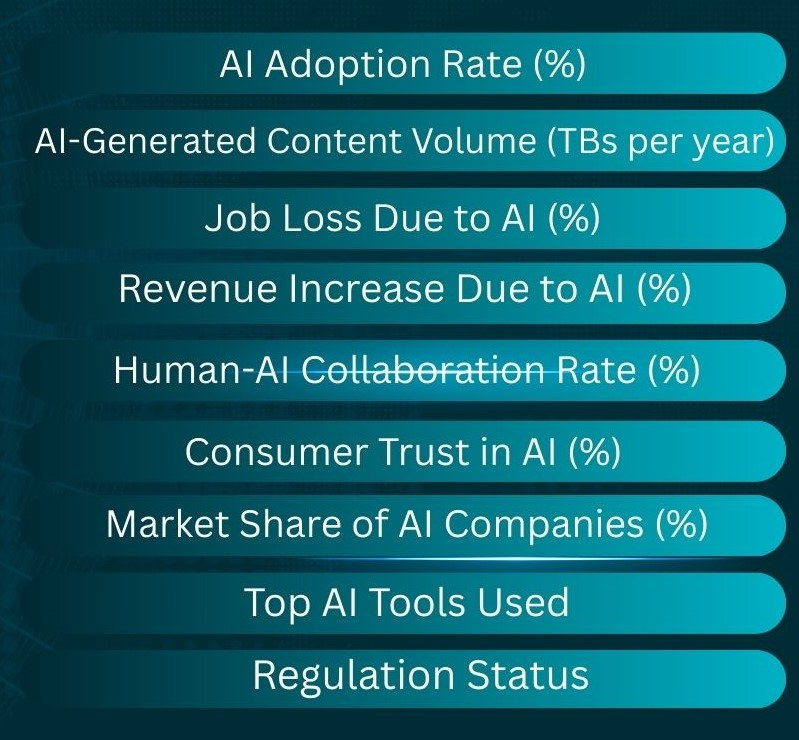 AI Adoption Rate (%)
AI-Generated Content Volume (TBs per year)
Job Loss Due to AI (%)
Revenue Increase Due to AI (%)
Human-AI Collaboration Rate (%)
Consumer Trust in AI (%)
Market Share of AI Companies (%)
Top AI Tools Used
Regulation Status